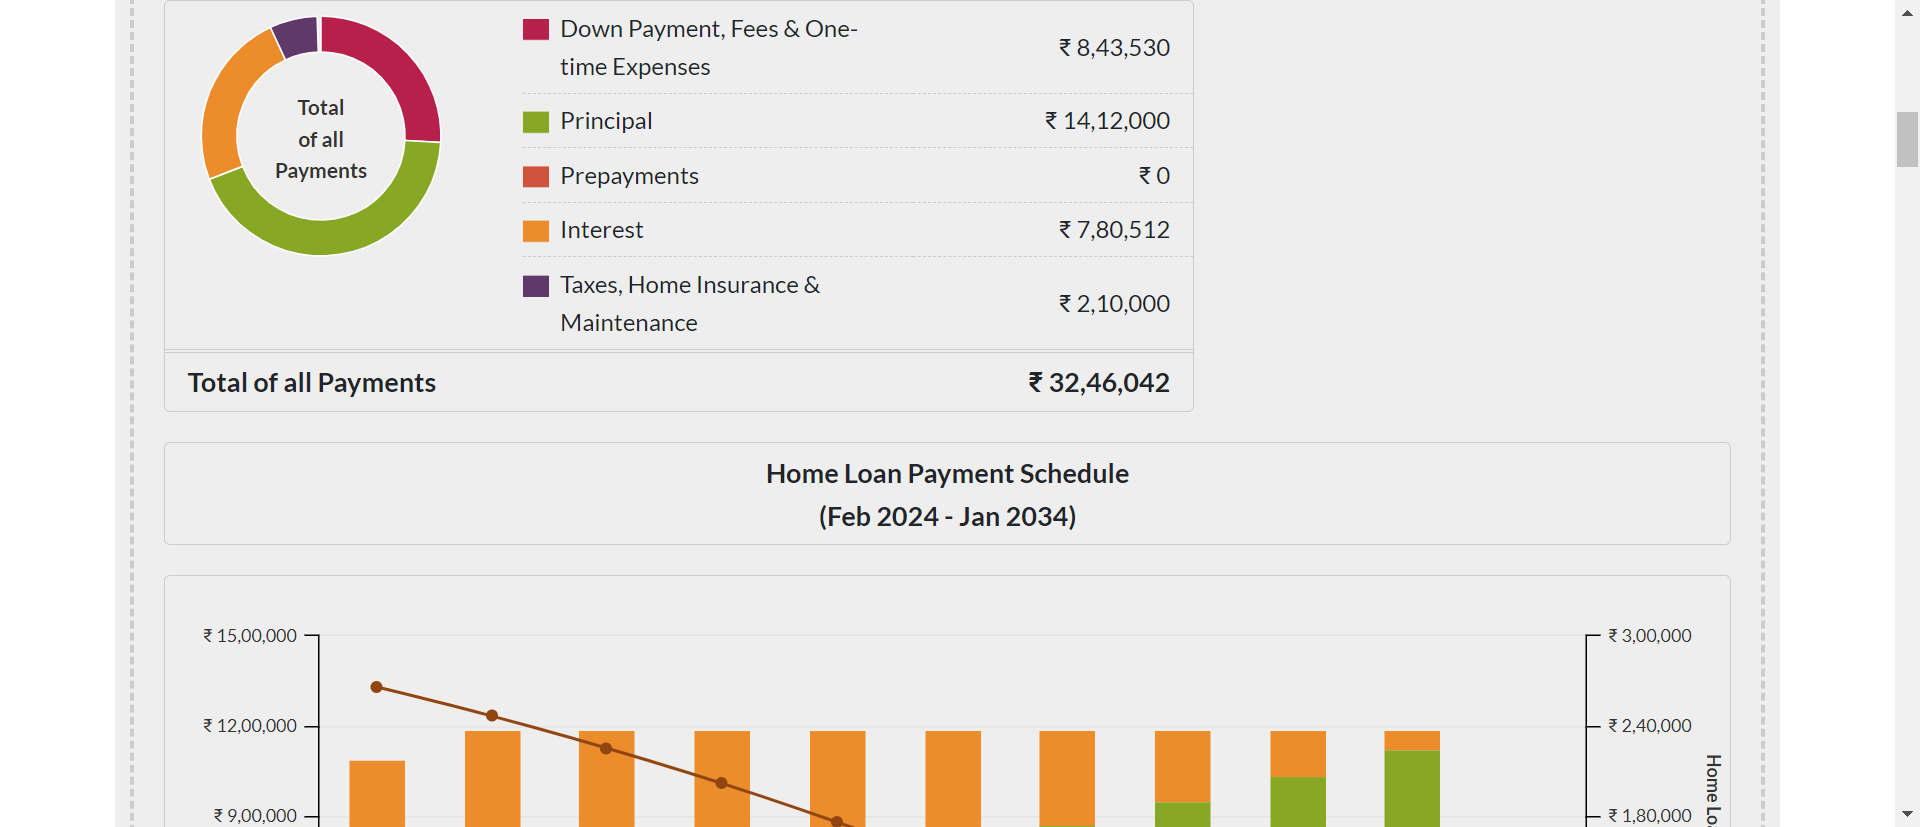 Total
of all
Payments
Down Payment, Fees & One-
time Expenses
₹ 8,43,530
Principal
₹ 14,12,000
Prepayments
₹ 0
Interest
₹ 7,80,512
Taxes, Home Insurance &
Maintenance
₹ 2,10,000
Total of all Payments
₹ 32,46,042
Home Loan Payment Schedule
(Feb 2024 - Jan 2034)
₹ 15,00,000
₹ 12,00,000
₹ 9,00,000
₹ 3,00,000
₹ 2,40,000
₹ 1,80,000
Home